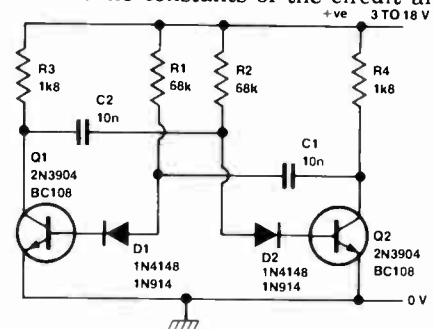 +ve 3 TO 18 V
R3
1k8
R1
68k
R2
68k
R4
1k8
C2
10n
C1
10n
Q1
2N3904
BC108
D1
1N4148
1N914
D2
1N4148
1N914
Q2
2N3904
BC108
0 V